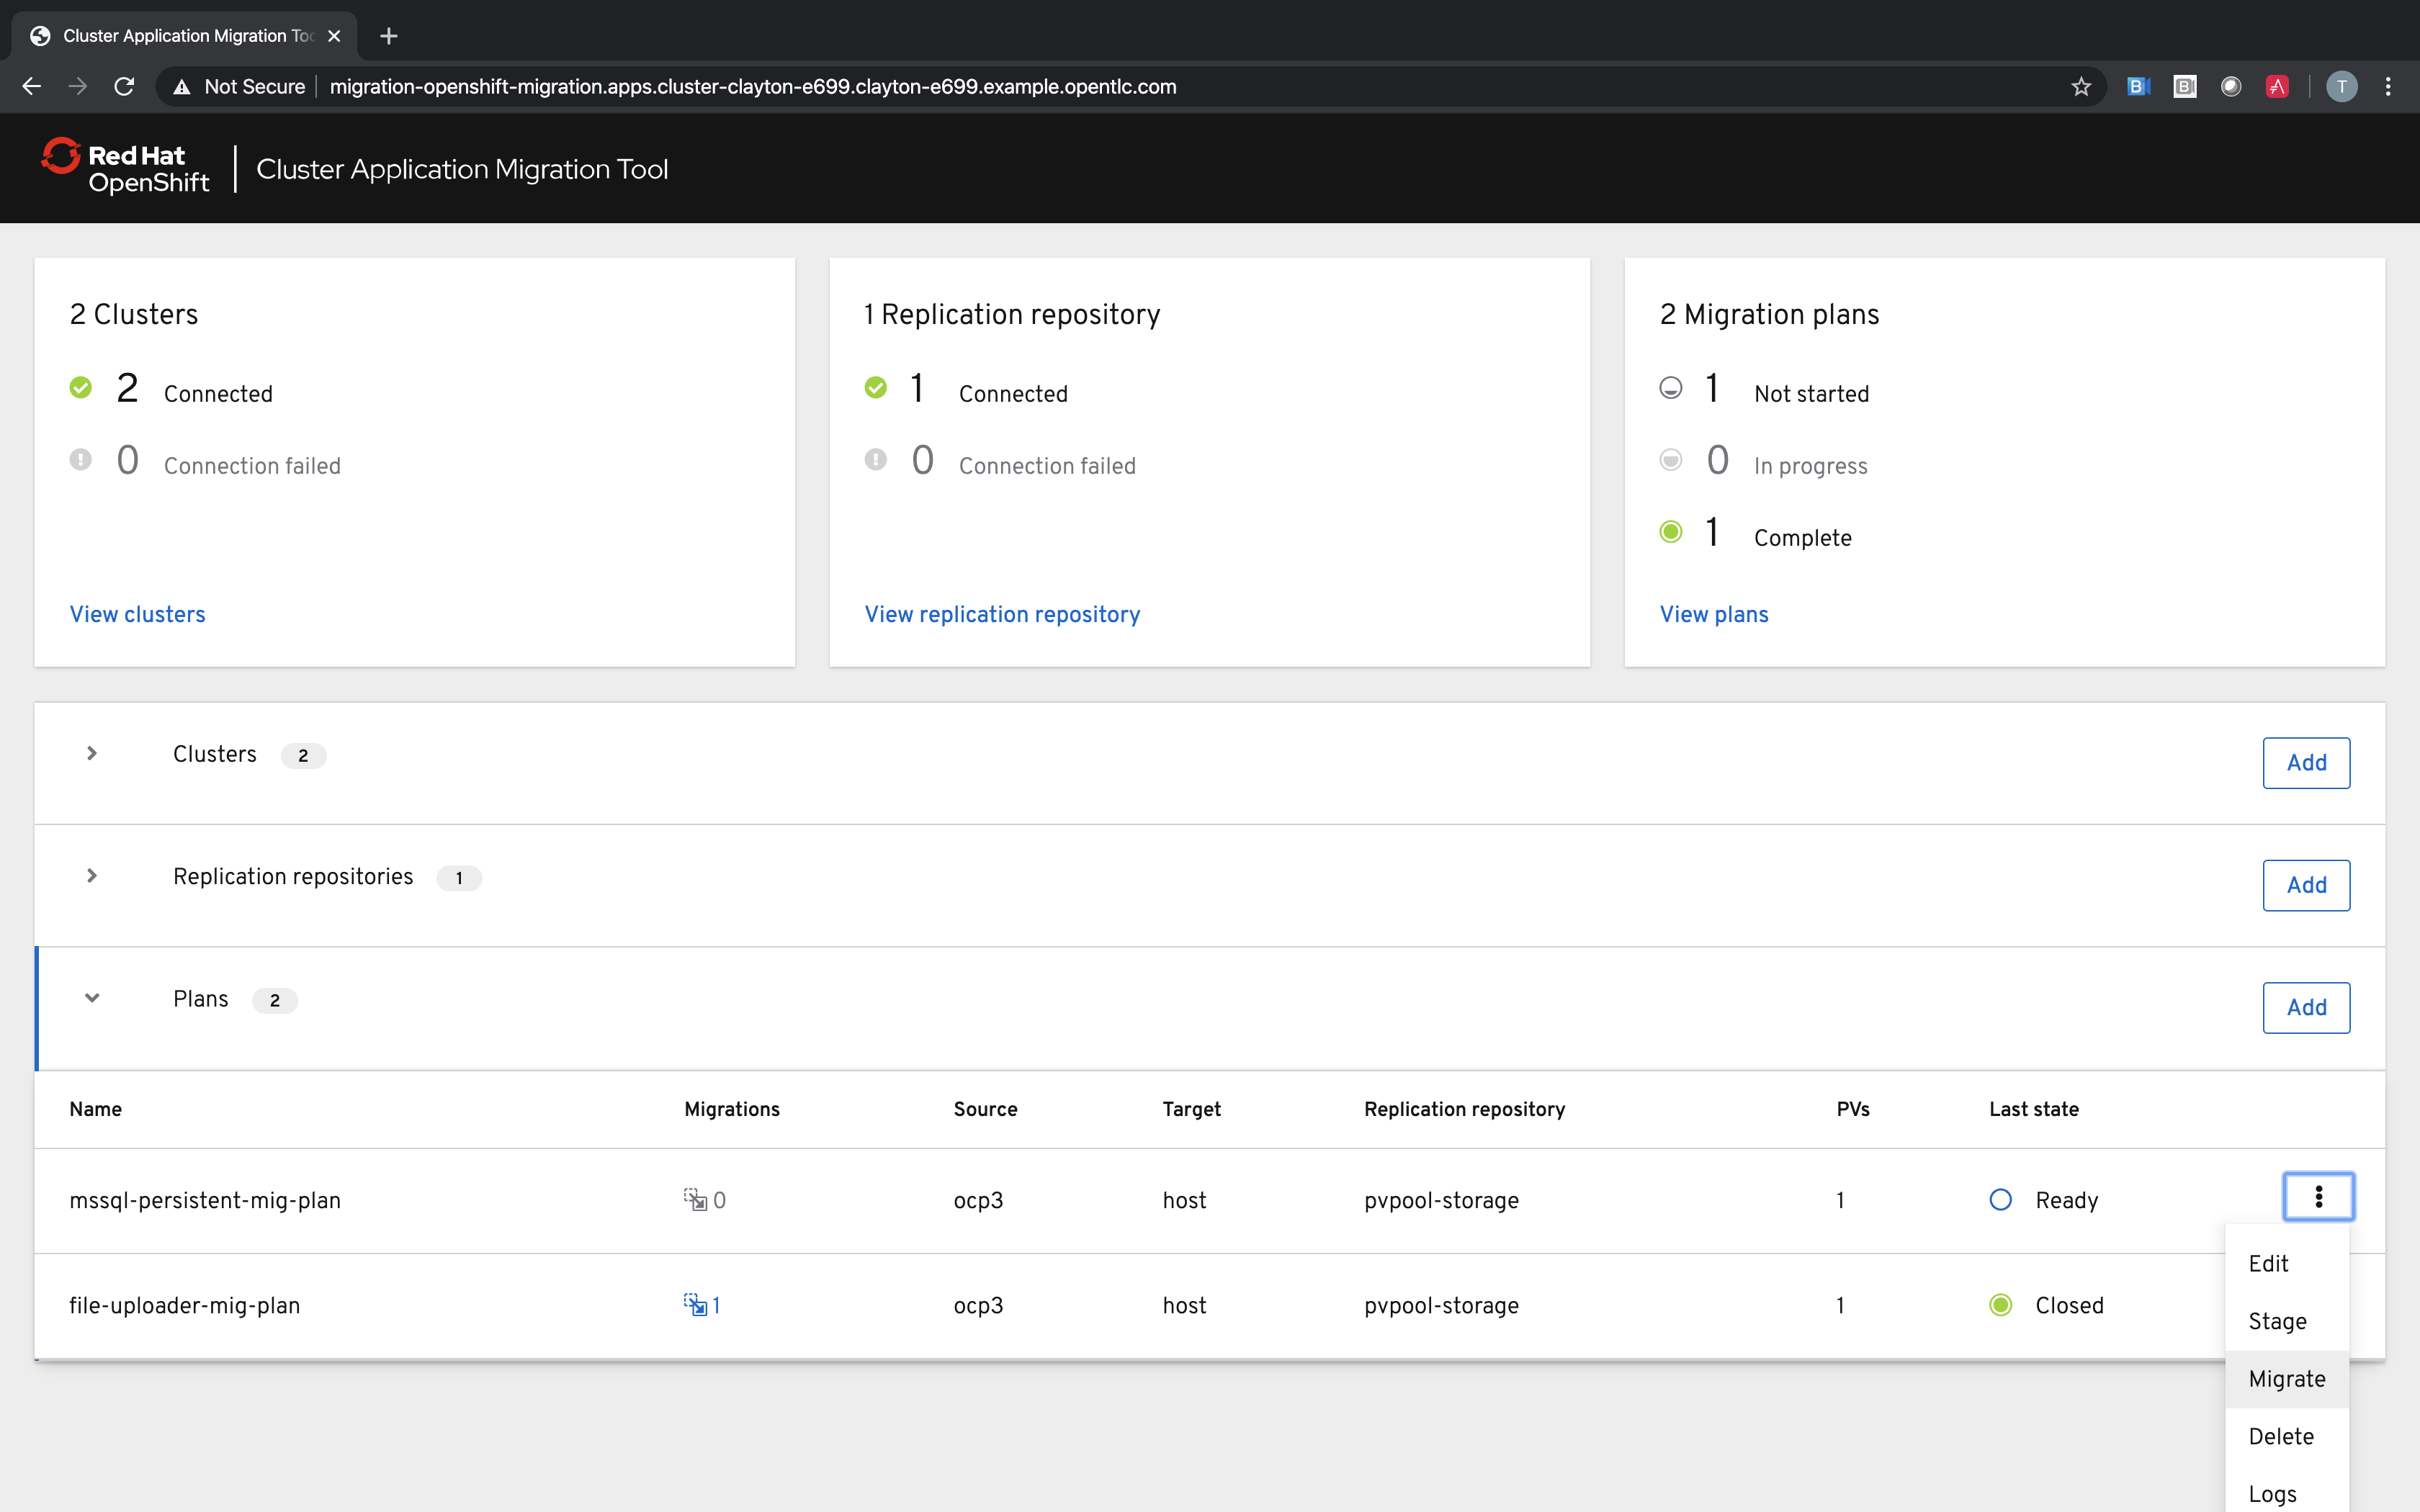 Cluster Application Migration Too
Not Secure migration-openshift-migration.apps.cluster-clayton-e699.clayton-e699.example.opentlc.com
T
Red Hat
OpenShift
Cluster Application Migration Tool
2 Clusters
2 Connected
0 Connection failed
View clusters
1 Replication repository
1 Connected
0 Connection failed
View replication repository
2 Migration plans
1 Not started
0 In progress
1 Complete
View plans
Clusters 2 Add
Replication repositories 1 Add
Plans 2 Add
Name Migrations Source Target Replication repository PVs Last state
mssql-persistent-mig-plan 0 ocp3 host pvpool-storage 1 Ready
file-uploader-mig-plan 1 ocp3 host pvpool-storage 1 Closed
Edit
Stage
Migrate
Delete
Logs